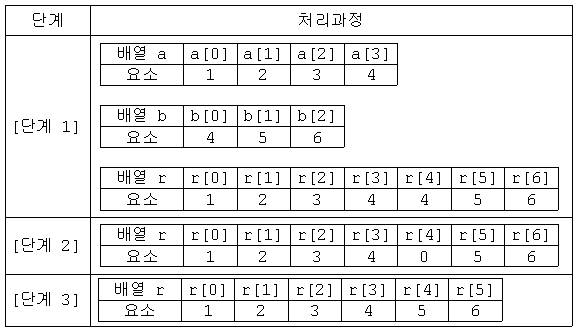 단계 처리과정
배열 a a[0] a[1] a[2] a[3]
요소 1 2 3 4
배열 b b[0] b[1] b[2]
[단계 1]
요소 4 5 6
배열 r r[0] r[1] r[2] r[3] r[4] r[5] r[6]
요소 1 2 3 4 4 5 6
배열 r r[0] r[1] r[2] r[3] r[4] r[5] r[6]
[단계 2]
요소 1 2 3 4 0 5 6
배열 r r[0] r[1] r[2] r[3] r[4] r[5]
[단계 3]
요소 1 2 3 4 5 6